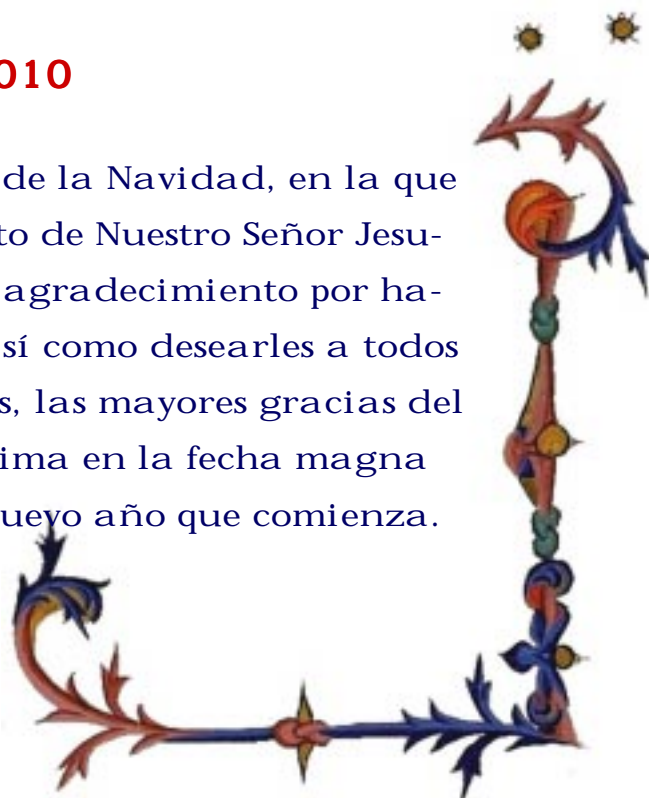 010
de la Navidad, en la que
to de Nuestro Señor Jesu-
agradecimiento por ha-
sí como desearles a todos
s, las mayores gracias del
ima en la fecha magna
uevo año que comienza.